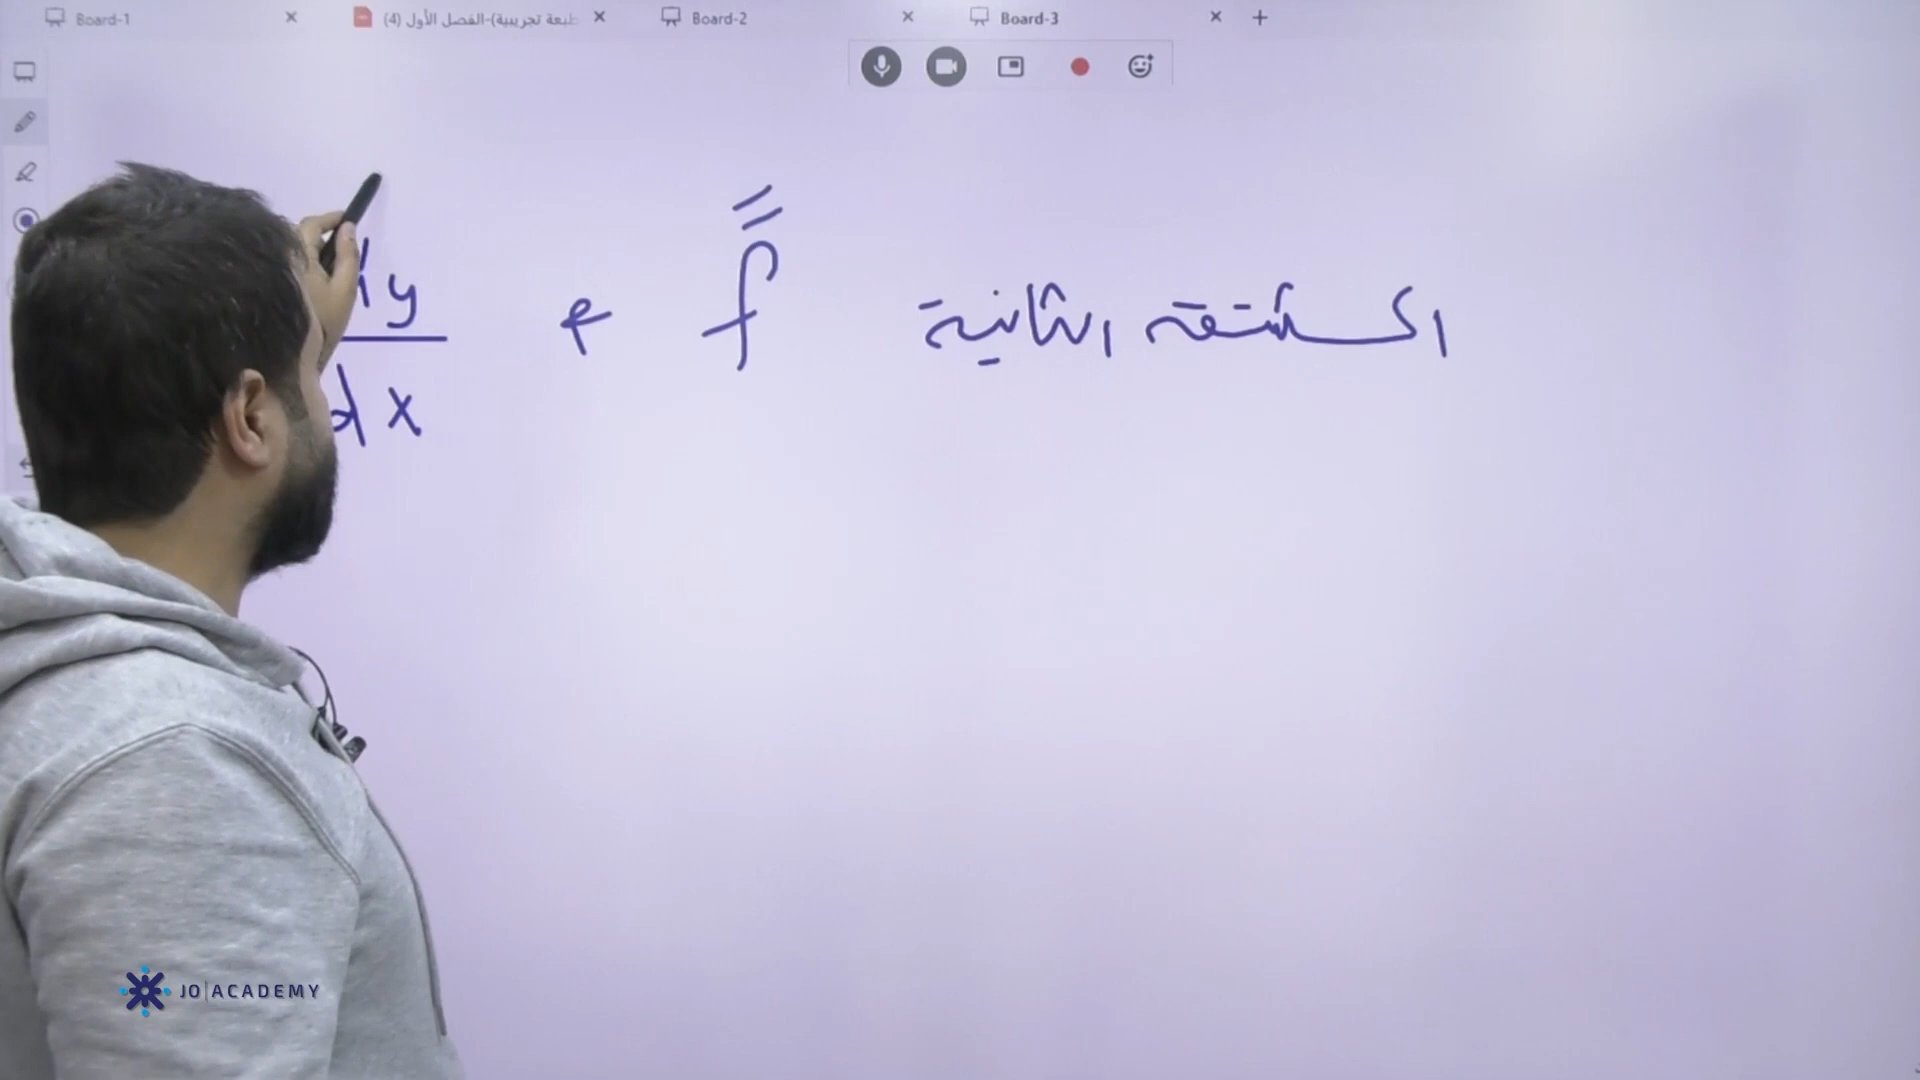 Board-1
طبعة تجريبية)-الفصل الأول (4)
Board-2
Board-3
المشتقة الثانية f̿ ,
dy
dx
JO|ACADEMY